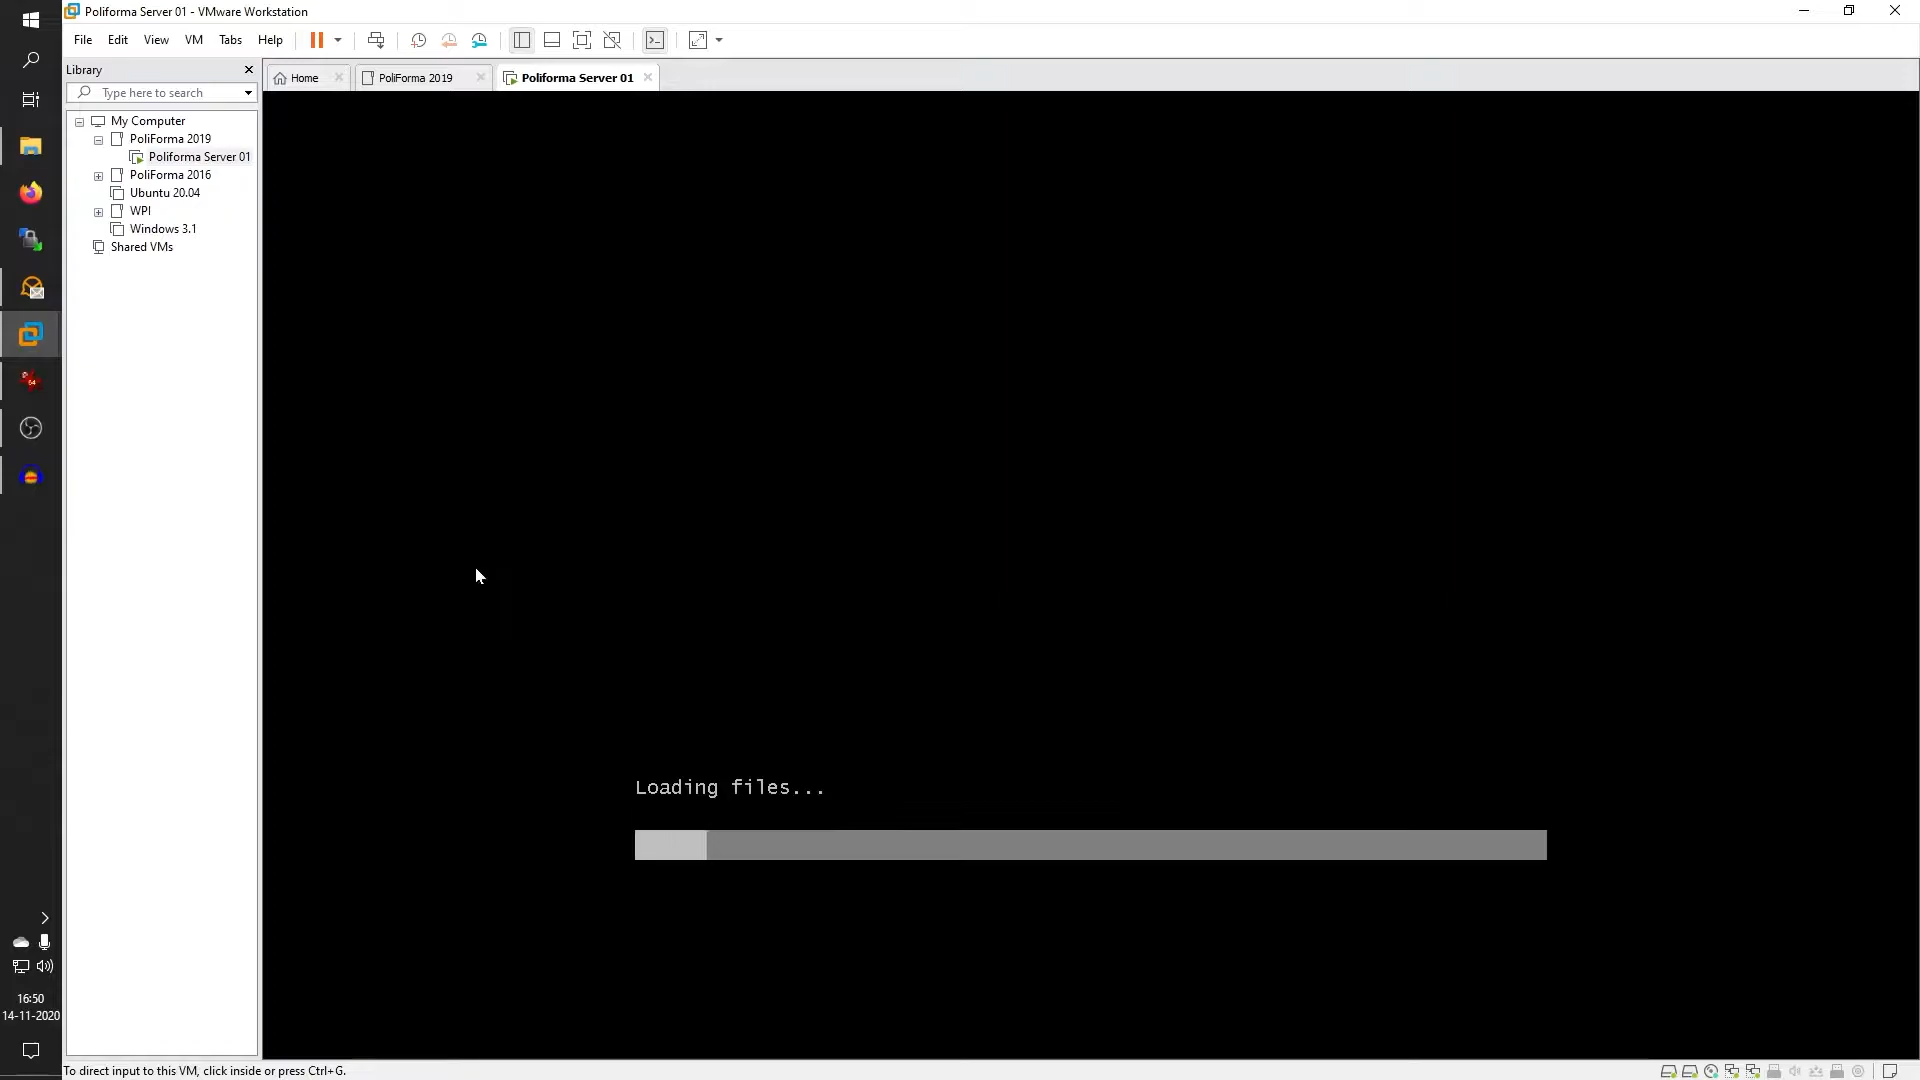 Poliforma Server 01 - VMware Workstation
File Edit View VM Tabs Help
Library
Type here to search
Home
PoliForma 2019
Poliforma Server 01
My Computer
PoliForma 2019
Poliforma Server 01
PoliForma 2016
Ubuntu 20.04
WPI
Windows 3.1
Shared VMs
64
Loading files...
16:50
14-11-2020
To direct input to this VM, click inside or press Ctrl+G.